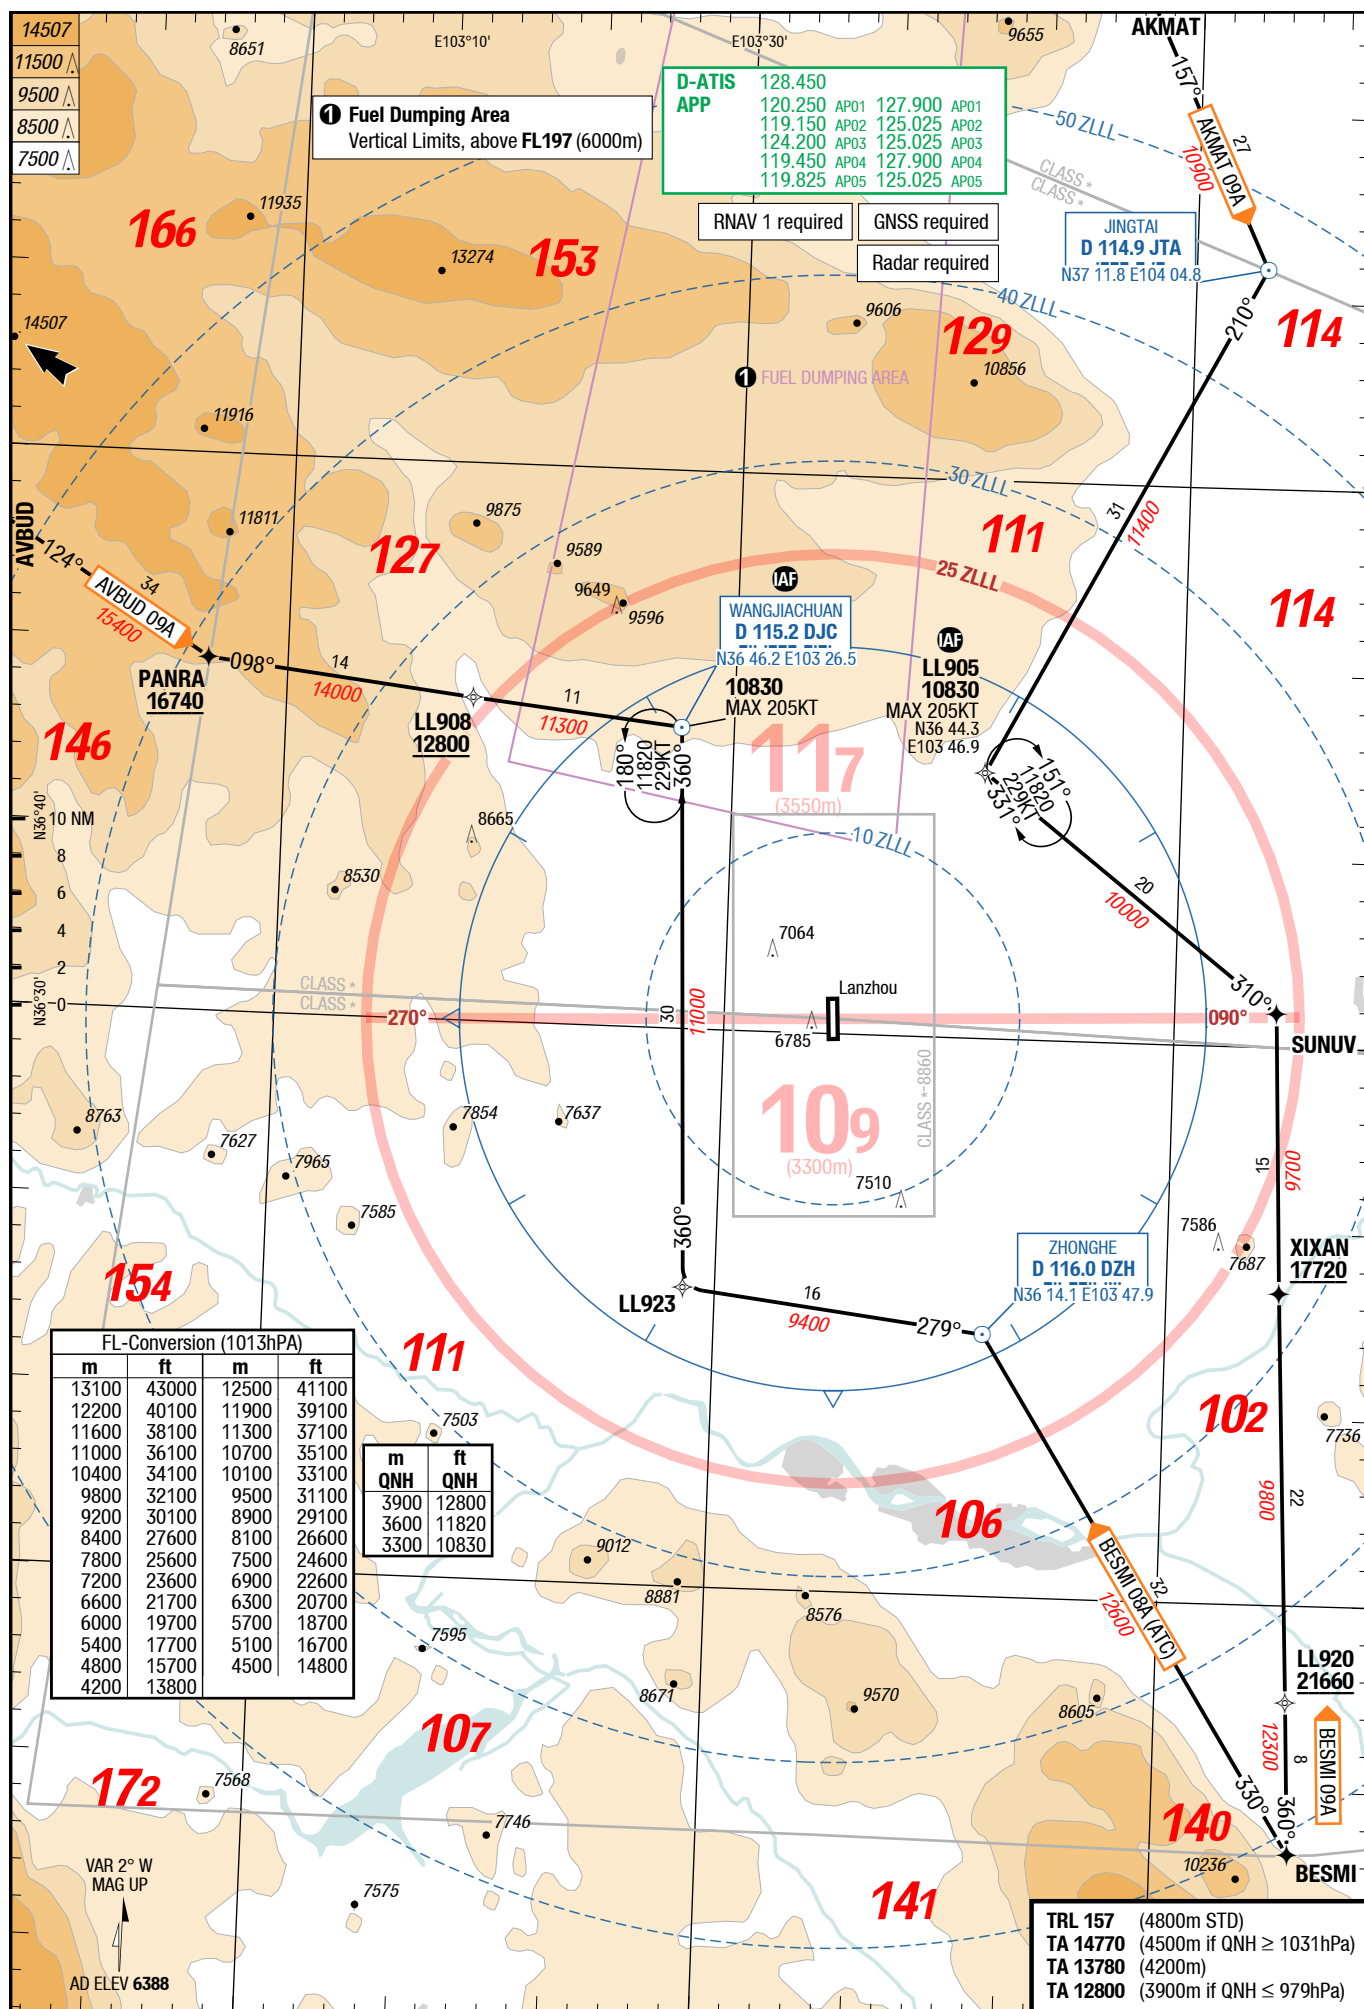 14507
11500
9500
8500
7500
8651
E103°10'
E103°30'
9655
AKMAT
157°
27
AKMAT 09A
10900
1 Fuel Dumping Area
Vertical Limits, above FL197 (6000m)
D-ATIS 128.450
APP 120.250 AP01 127.900 AP01
119.150 AP02 125.025 AP02
124.200 AP03 125.025 AP03
119.450 AP04 127.900 AP04
119.825 AP05 125.025 AP05
50 ZLLL
CLASS *
CLASS *
RNAV 1 required
GNSS required
Radar required
JINGTAI
D 114.9 JTA
N37 11.8 E104 04.8
166
11935
153
13274
40 ZLLL
210°
114
14507
9606
129
10856
1 FUEL DUMPING AREA
11916
30 ZLLL
31
11400
AVBUD
124°
34
AVBUD 09A
15400
11811
127
9875
9589
9649
9596
111
25 ZLLL
114
IAF
WANGJIACHUAN
D 115.2 DJC
N36 46.2 E103 26.5
10830
MAX 205KT
IAF
LL905
10830
MAX 205KT
N36 44.3
E103 46.9
PANRA
16740
098°
14
14000
LL908
12800
11
11300
146
180°
11820
229KT
360°
117
(3550m)
151°
11820
229KT
331°
N36°40'
10 NM
8
6
4
2
0
N36°30'
8665
10 ZLLL
8530
20
10000
7064
310°
CLASS *
CLASS *
Lanzhou
270°
30
11000
6785
090°
SUNUV
CLASS *-8860
109
(3300m)
8763
7627
7854
7637
7965
7585
7510
15
9700
7586
7687
XIXAN
17720
ZHONGHE
D 116.0 DZH
N36 14.1 E103 47.9
360°
LL923
16
9400
279°
154
111
FL-Conversion (1013hPA)
m ft m ft
13100 43000 12500 41100
12200 40100 11900 39100
11600 38100 11300 37100
11000 36100 10700 35100
10400 34100 10100 33100
9800 32100 9500 31100
9200 30100 8900 29100
8400 27600 8100 26600
7800 25600 7500 24600
7200 23600 6900 22600
6600 21700 6300 20700
6000 19700 5700 18700
5400 17700 5100 16700
4800 15700 4500 14800
4200 13800
7503
m ft
QNH QNH
3900 12800
3600 11820
3300 10830
102
7736
9800
22
106
9012
8881
8576
BESMI 08A (ATC)
32
12600
7595
8671
9570
8605
LL920
21660
107
12300
8
BESMI 09A
172
7568
7746
330°
360°
140
BESMI
10236
VAR 2° W
MAG UP
7575
141
AD ELEV 6388
TRL 157 (4800m STD)
TA 14770 (4500m if QNH ≥ 1031hPa)
TA 13780 (4200m)
TA 12800 (3900m if QNH ≤ 979hPa)